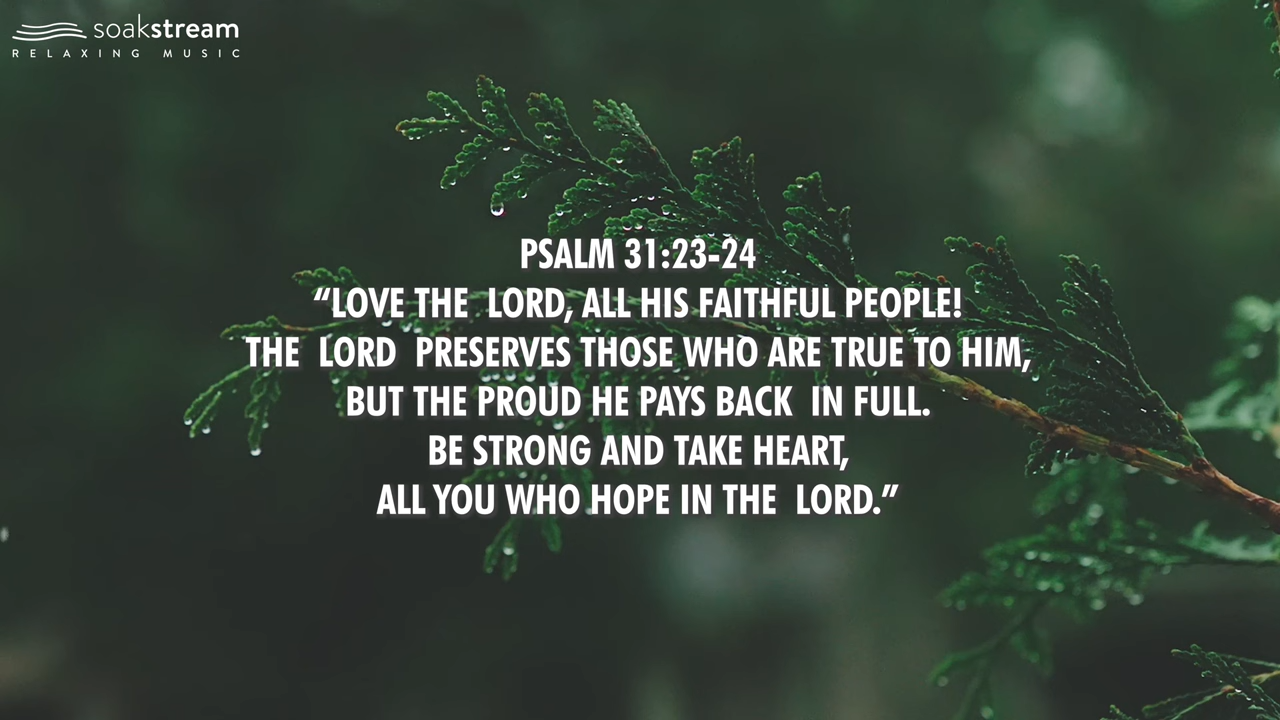 soakstream
RELAXING MUSIC
PSALM 31:23-24
“LOVE THE LORD, ALL HIS FAITHFUL PEOPLE!
THE LORD PRESERVES THOSE WHO ARE TRUE TO HIM,
BUT THE PROUD HE PAYS BACK IN FULL.
BE STRONG AND TAKE HEART,
ALL YOU WHO HOPE IN THE LORD.”